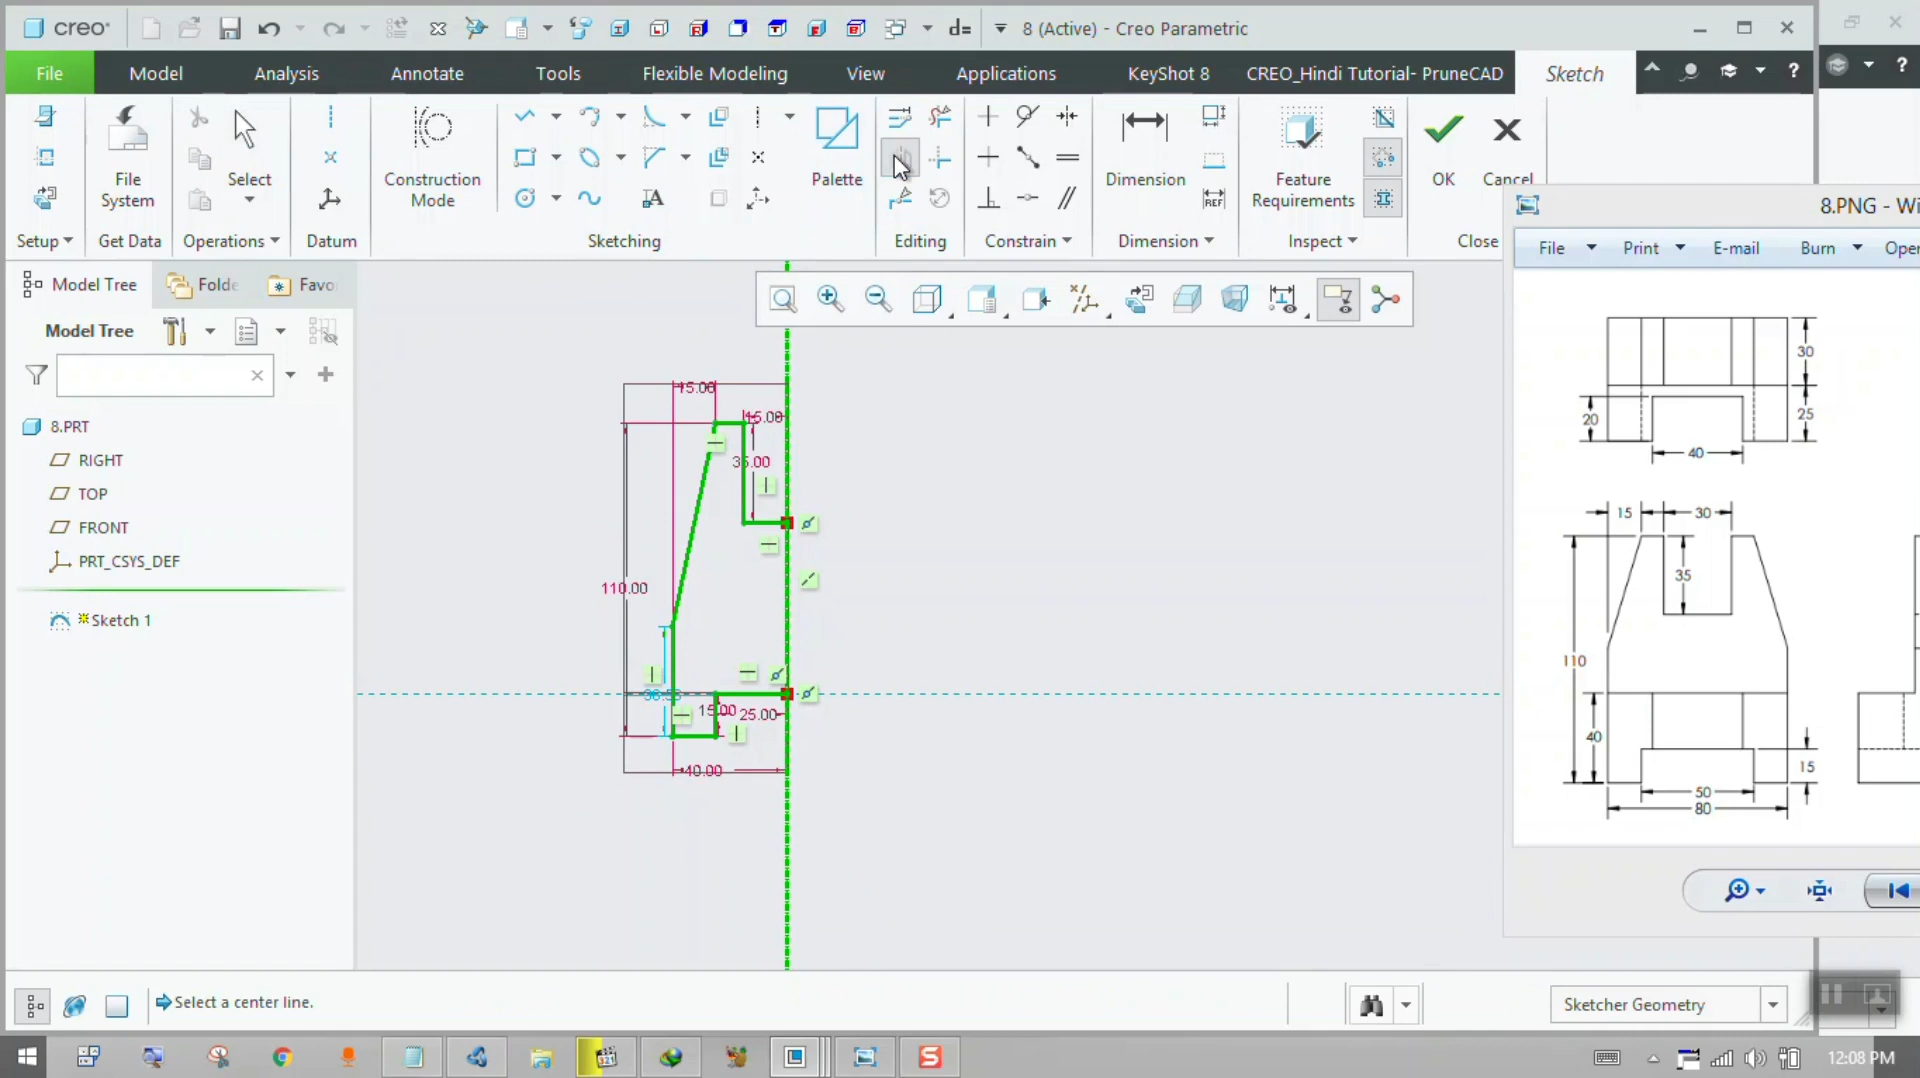 creo
d=
8 (Active) - Creo Parametric
File
Model
Analysis
Annotate
Tools
Flexible Modeling
View
Applications
KeyShot 8
CREO_Hindi Tutorial- PruneCAD
Sketch
File
System
Select
Construction
Mode
Palette
Dimension
Feature
Requirements
OK
Cancel
Setup
Get Data
Operations
Datum
Sketching
Editing
Constrain
Dimension
Inspect
Close
8.PNG - Wi
File
Print
E-mail
Burn
Open
Model Tree
Folde
Favo
Model Tree
8.PRT
RIGHT
TOP
FRONT
PRT_CSYS_DEF
Sketch 1
15.00
15.00
35.00
110.00
15.00
25.00
40.00
30
20
25
40
15
30
35
110
40
15
50
80
Select a center line.
Sketcher Geometry
12:08 PM